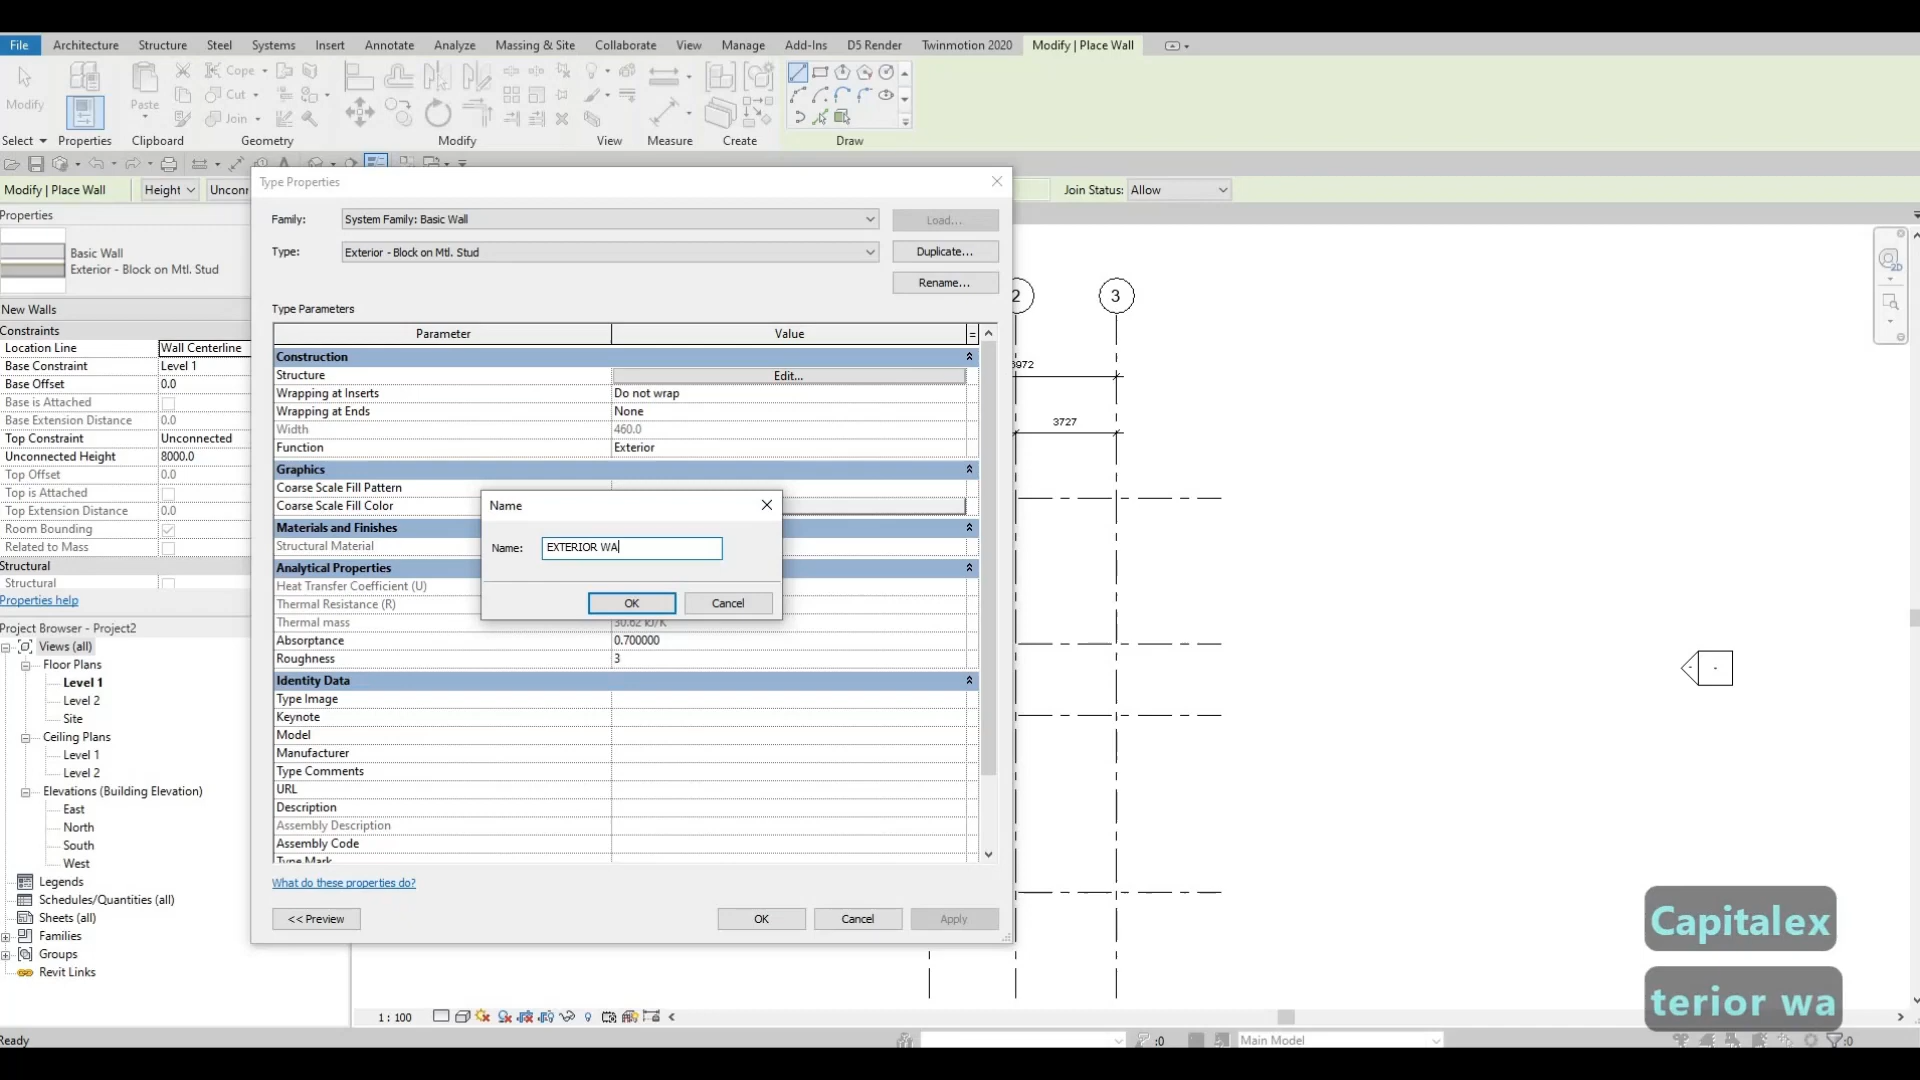 File Architecture Structure Steel Systems Insert Annotate Analyze Massing & Site Collaborate View Manage Add-Ins D5 Render Twinmotion 2020 Modify | Place Wall
Modify Paste Cope Cut Join
Select Properties Clipboard Geometry Modify View Measure Create Draw
Modify | Place Wall Height Unconn Join Status: Allow
Properties
Basic Wall
Exterior - Block on Mtl. Stud
New Walls
Constraints
Location Line Wall Centerline
Base Constraint Level 1
Base Offset 0.0
Base is Attached
Base Extension Distance 0.0
Top Constraint Unconnected
Unconnected Height 8000.0
Top Offset 0.0
Top is Attached
Top Extension Distance 0.0
Room Bounding
Related to Mass
Structural
Structural
Properties help
Project Browser - Project2
Views (all)
Floor Plans
Level 1
Level 2
Site
Ceiling Plans
Level 1
Level 2
Elevations (Building Elevation)
East
North
South
West
Legends
Schedules/Quantities (all)
Sheets (all)
Families
Groups
Revit Links
Type Properties
Family: System Family: Basic Wall Load...
Type: Exterior - Block on Mtl. Stud Duplicate...
Rename...
Type Parameters
Parameter Value =
Construction
Structure Edit...
Wrapping at Inserts Do not wrap
Wrapping at Ends None
Width 460.0
Function Exterior
Graphics
Coarse Scale Fill Pattern
Coarse Scale Fill Color
Materials and Finishes
Structural Material
Analytical Properties
Heat Transfer Coefficient (U)
Thermal Resistance (R)
Thermal mass 30.62 kJ/K
Absorptance 0.700000
Roughness 3
Identity Data
Type Image
Keynote
Model
Manufacturer
Type Comments
URL
Description
Assembly Description
Assembly Code
Type Mark
What do these properties do?
<< Preview OK Cancel Apply
Name
Name: EXTERIOR WA
OK Cancel
2 3
3727
2D
1 : 100
Ready :0 Main Model :0
Capitalex
terior wa